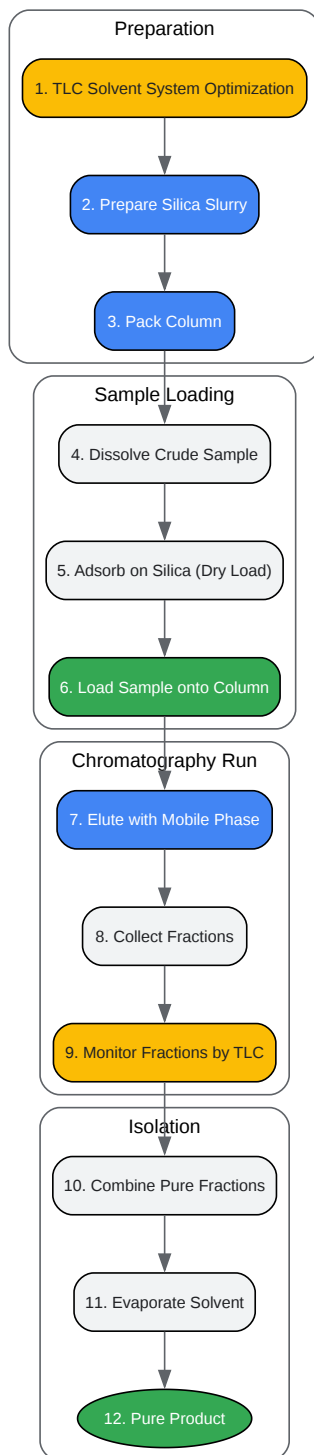 Preparation
1. TLC Solvent System Optimization
2. Prepare Silica Slurry
3. Pack Column
Sample Loading
4. Dissolve Crude Sample
5. Adsorb on Silica (Dry Load)
6. Load Sample onto Column
Chromatography Run
7. Elute with Mobile Phase
8. Collect Fractions
9. Monitor Fractions by TLC
Isolation
10. Combine Pure Fractions
11. Evaporate Solvent
12. Pure Product